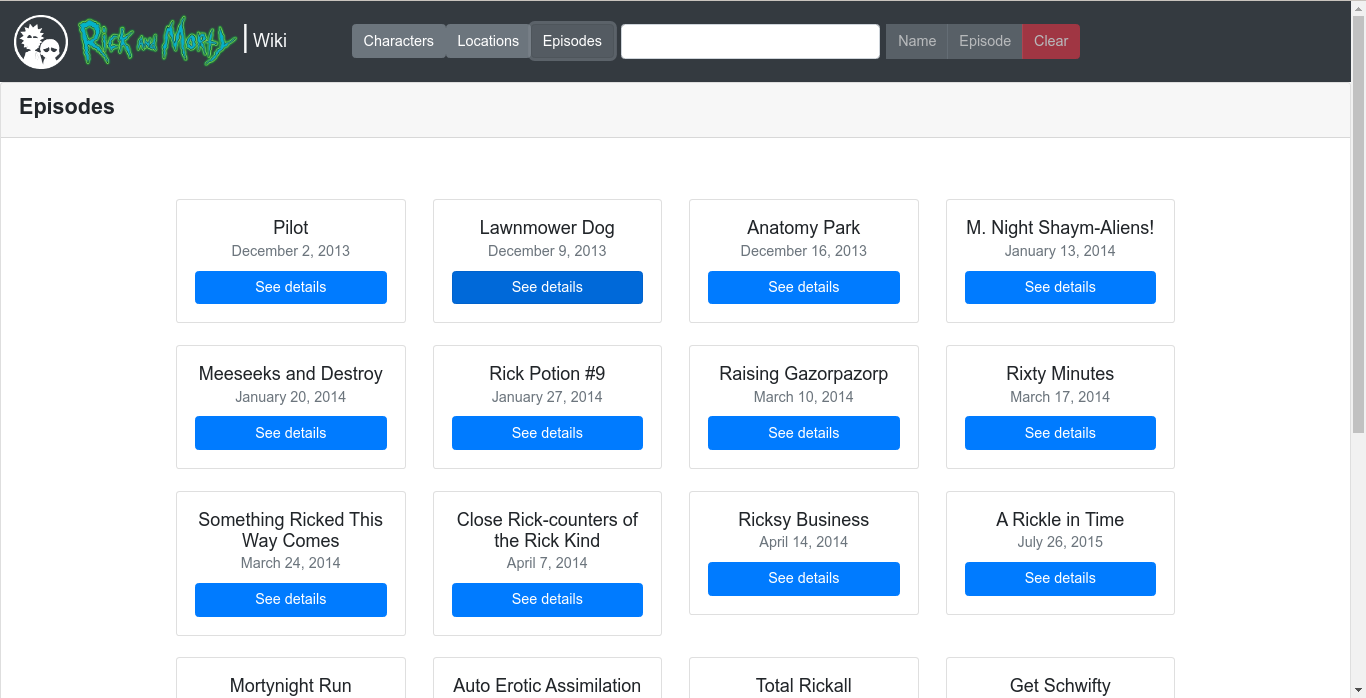 Rick and Morty | Wiki
Characters
Locations
Episodes
Name
Episode
Clear
Episodes
Pilot
December 2, 2013
See details
Lawnmower Dog
December 9, 2013
See details
Anatomy Park
December 16, 2013
See details
M. Night Shaym-Aliens!
January 13, 2014
See details
Meeseeks and Destroy
January 20, 2014
See details
Rick Potion #9
January 27, 2014
See details
Raising Gazorpazorp
March 10, 2014
See details
Rixty Minutes
March 17, 2014
See details
Something Ricked This
Way Comes
March 24, 2014
See details
Close Rick-counters of
the Rick Kind
April 7, 2014
See details
Ricksy Business
April 14, 2014
See details
A Rickle in Time
July 26, 2015
See details
Mortynight Run
Auto Erotic Assimilation
Total Rickall
Get Schwifty